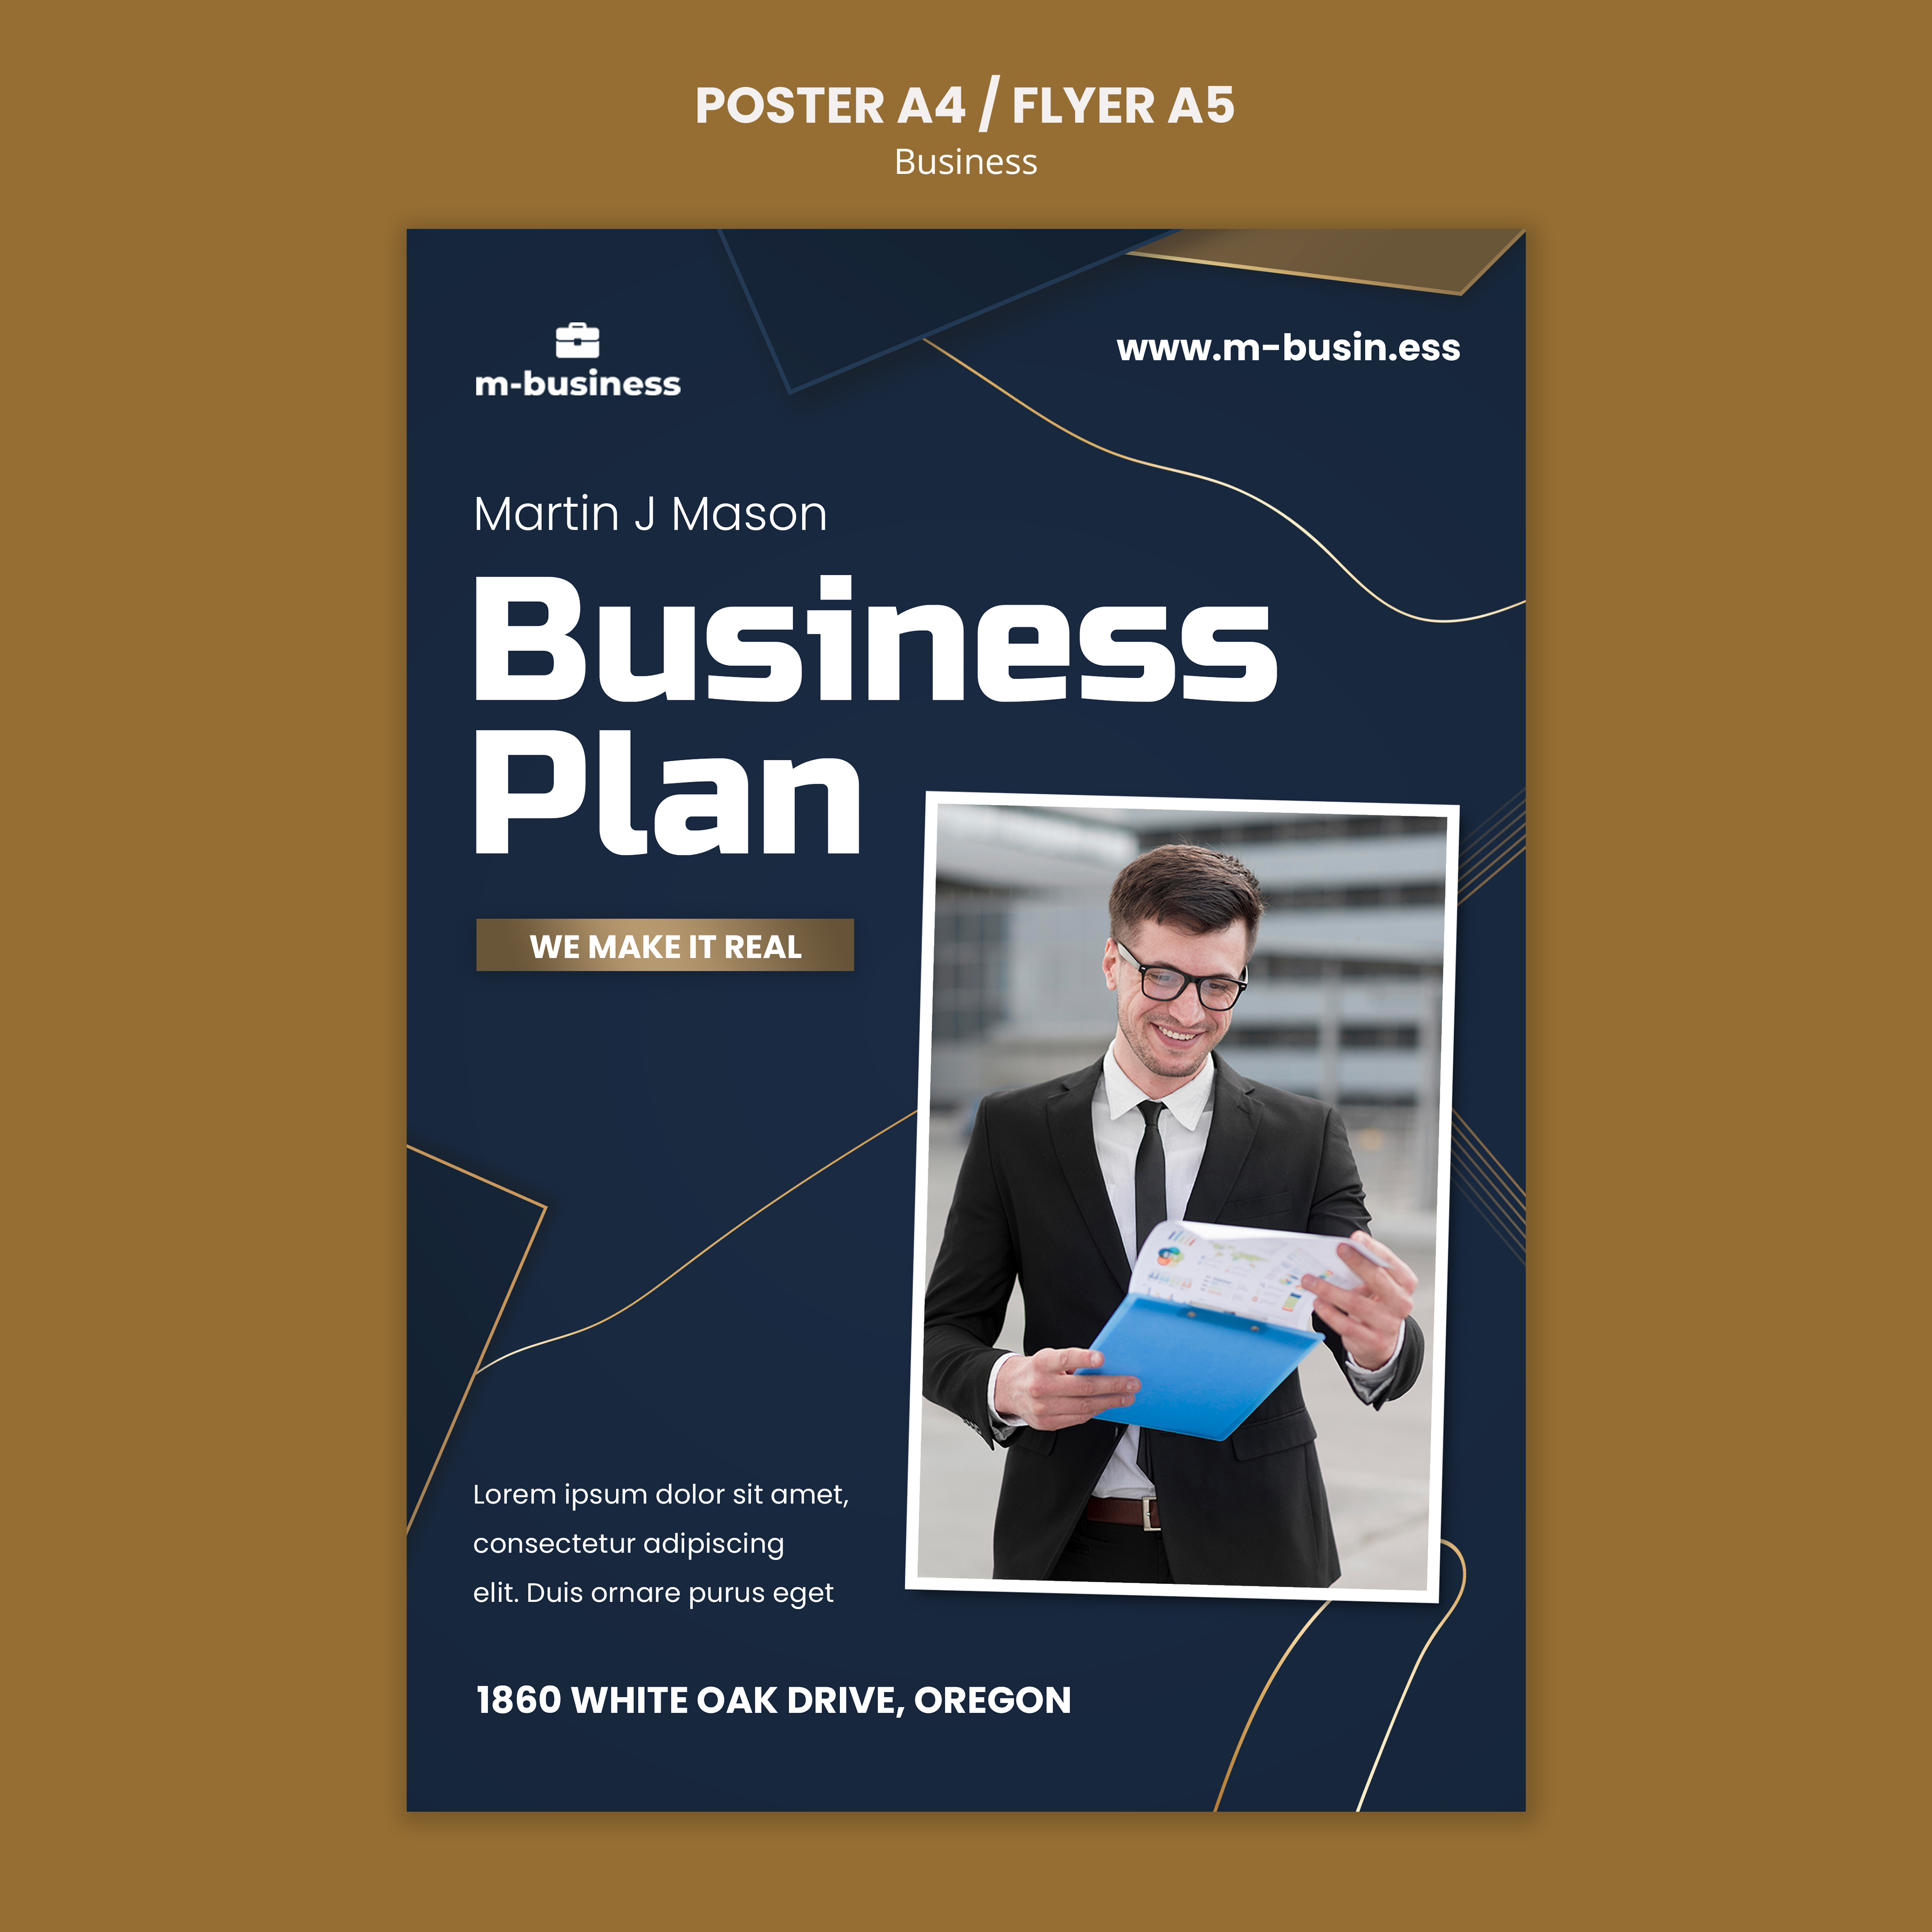 POSTER A4 / FLYER A5
Business
m-business
www.m-busin.ess
Martin J Mason
Business
Plan
WE MAKE IT REAL
Lorem ipsum dolor sit amet,
consectetur adipiscing
elit. Duis ornare purus eget
1860 WHITE OAK DRIVE, OREGON